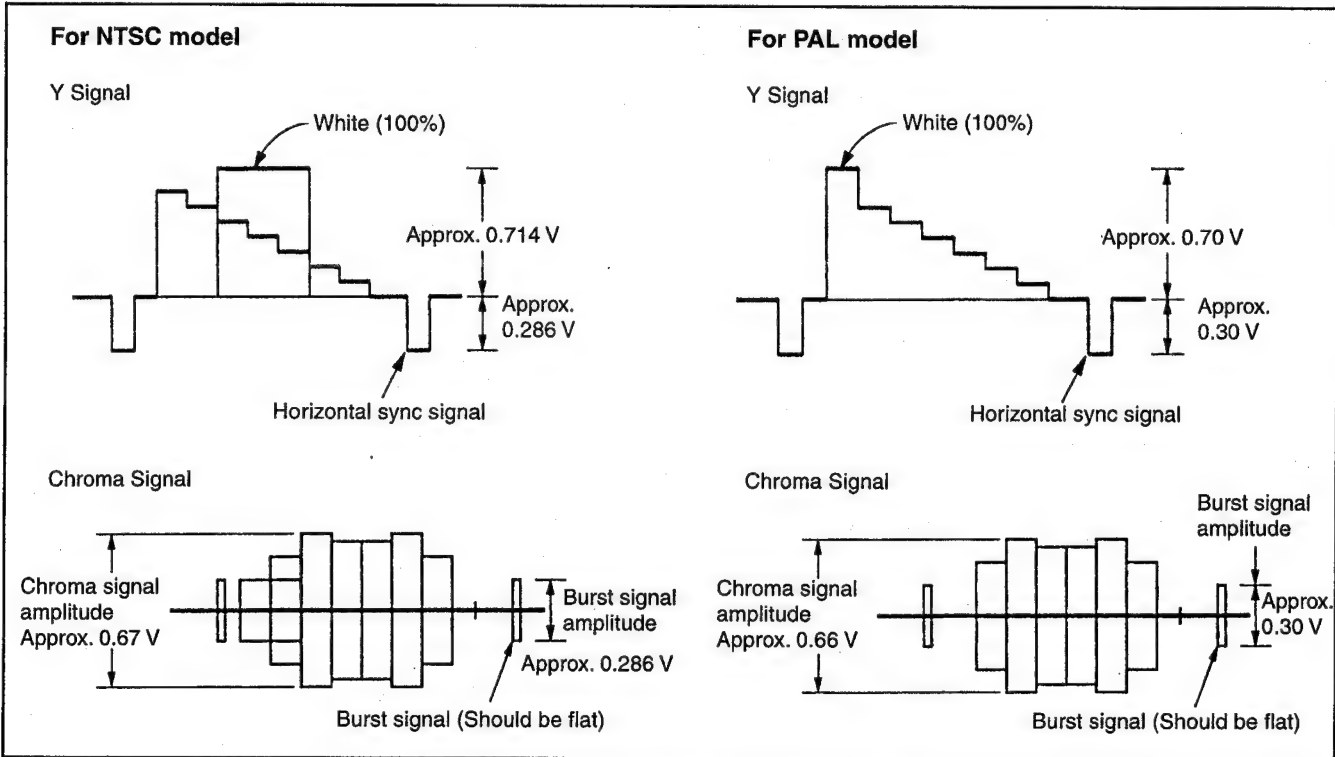 For NTSC model
Y Signal
White (100%)
Approx. 0.714 V
Approx.
0.286 V
Horizontal sync signal
Chroma Signal
Chroma signal
amplitude
Approx. 0.67 V
Burst signal
amplitude
Approx. 0.286 V
Burst signal (Should be flat)
For PAL model
Y Signal
White (100%)
Approx. 0.70 V
Approx.
0.30 V
Horizontal sync signal
Chroma Signal
Burst signal
amplitude
Chroma signal
amplitude
Approx. 0.66 V
Approx.
0.30 V
Burst signal (Should be flat)